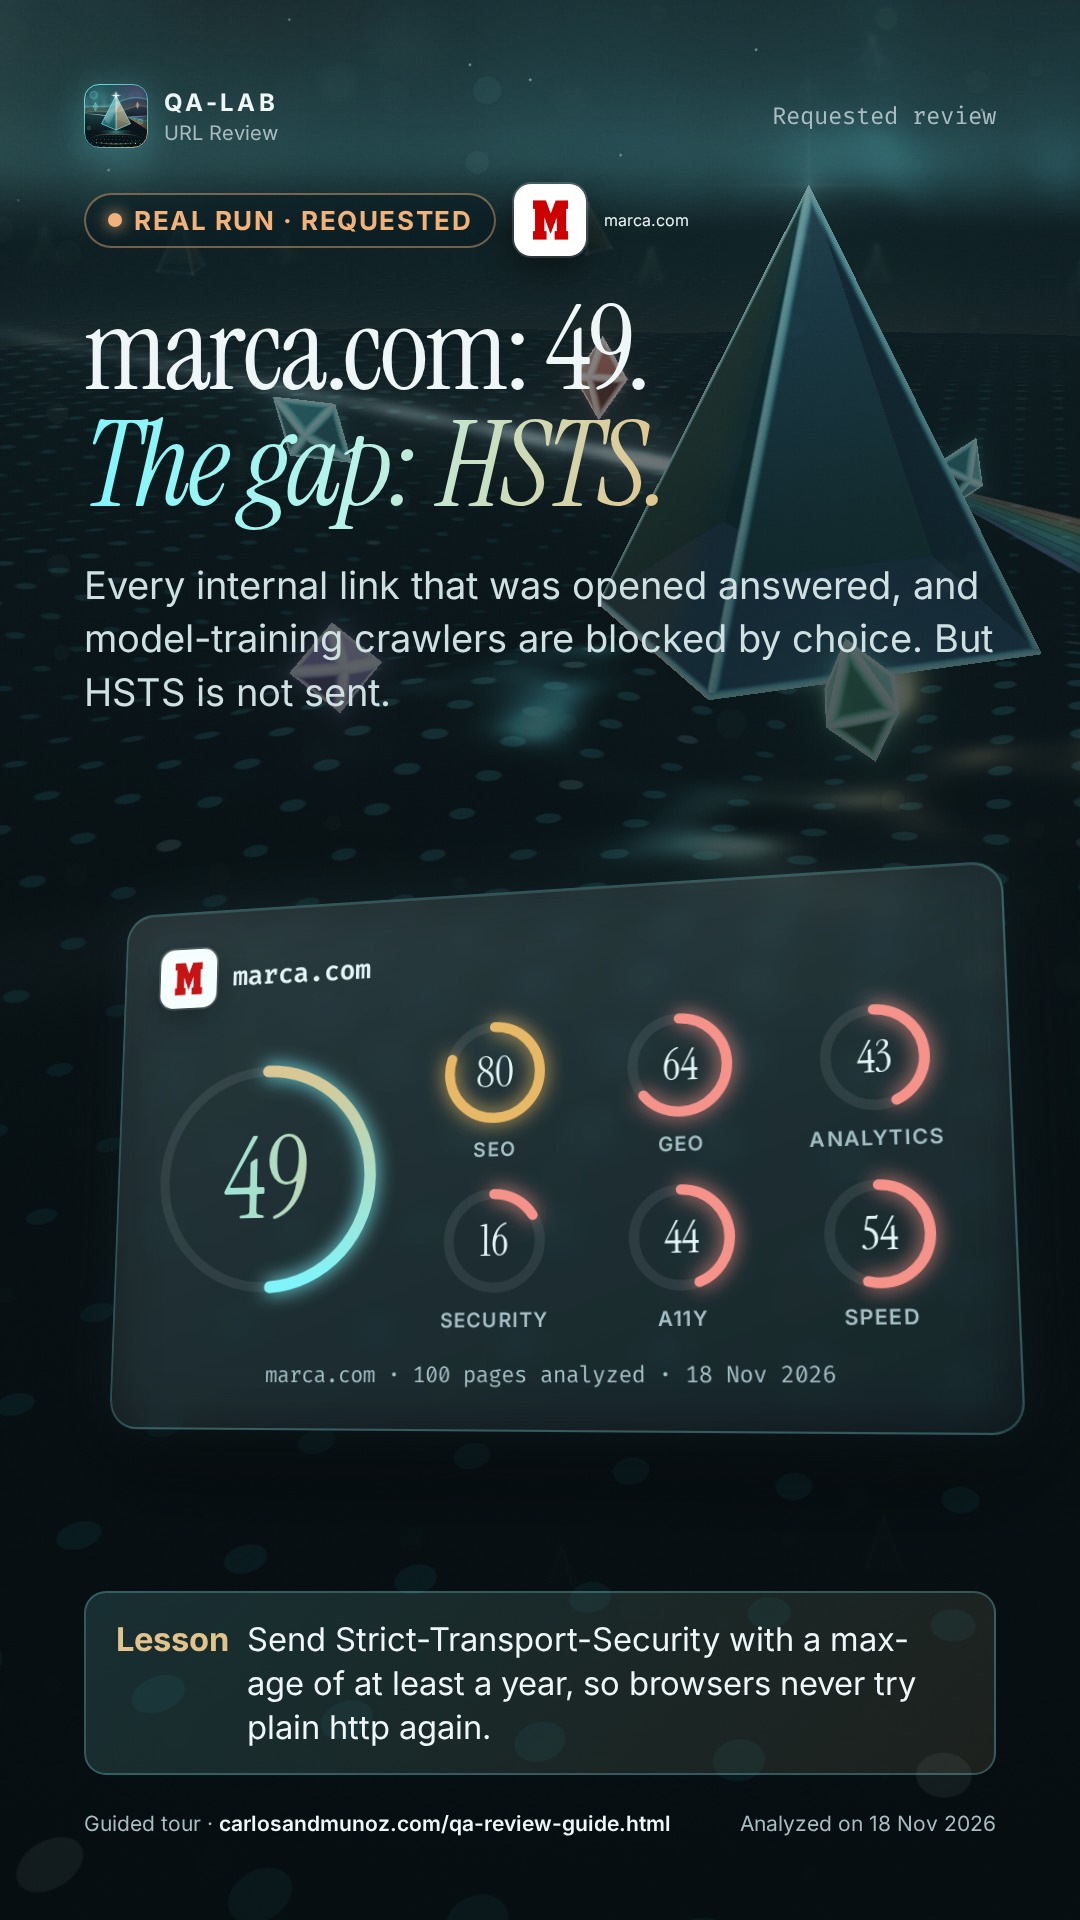 QA-LAB
URL Review
Requested review
REAL RUN · REQUESTED
M
marca.com
marca.com: 49.
The gap: HSTS.
Every internal link that was opened answered, and
model-training crawlers are blocked by choice. But
HSTS is not sent.
M
marca.com
49
80
SEO
64
GEO
43
ANALYTICS
16
SECURITY
44
A11Y
54
SPEED
marca.com · 100 pages analyzed · 18 Nov 2026
Lesson
Send Strict-Transport-Security with a max-
age of at least a year, so browsers never try
plain http again.
Guided tour · carlosandmunoz.com/qa-review-guide.html
Analyzed on 18 Nov 2026